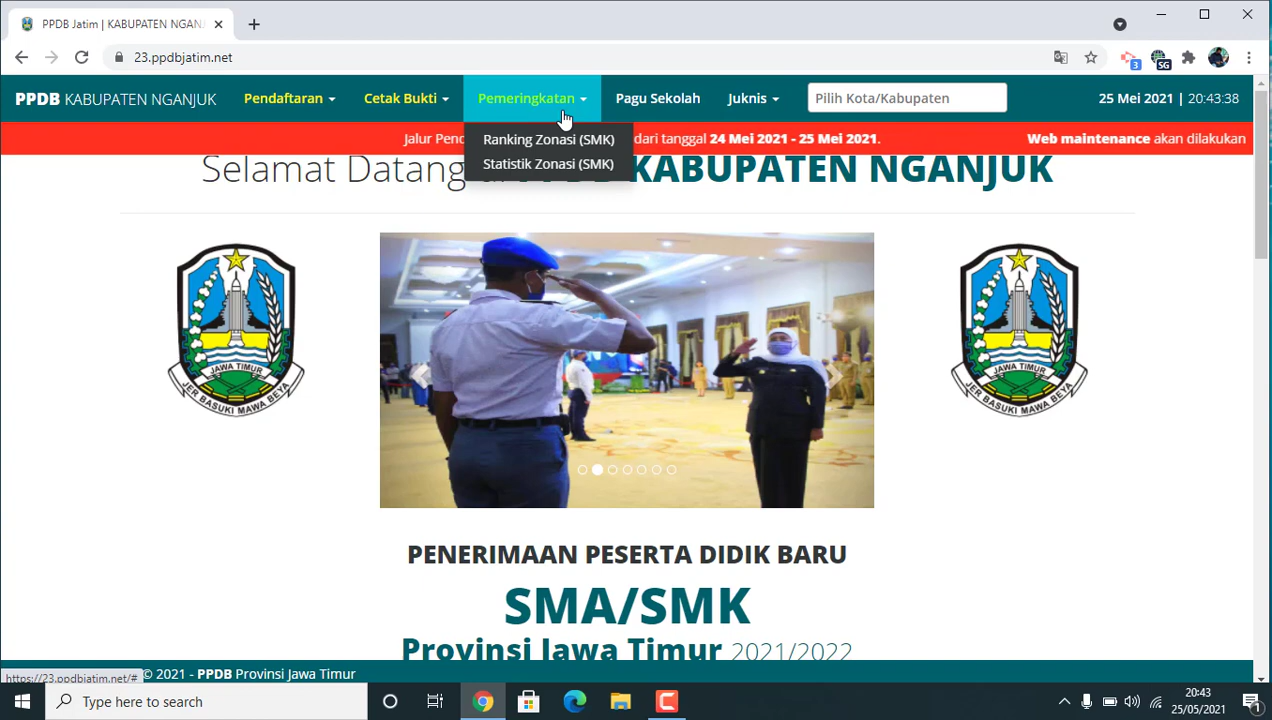 PPDB Jatim | KABUPATEN NGANJ
23.ppdbjatim.net
3
SG
PPDB KABUPATEN NGANJUK
Pendaftaran
Cetak Bukti
Pemeringkatan
Pagu Sekolah
Juknis
Pilih Kota/Kabupaten
25 Mei 2021 | 20:43:38
Jalur dari tanggal 24 Mei 2021 - 25 Mei 2021. Web maintenance akan dilakukan
Ranking Zonasi (SMK)
Statistik Zonasi (SMK)
Selamat Datang KABUPATEN NGANJUK
JAWA TIMUR
JER BASUKI MAWA BEYA
JAWA TIMUR
JER BASUKI MAWA BEYA
PENERIMAAN PESERTA DIDIK BARU
SMA/SMK
Provinsi Jawa Timur 2021/2022
https://23.ppdbjatim.net/#
© 2021 - PPDB Provinsi Jawa Timur
Type here to search
20:43
25/05/2021
1